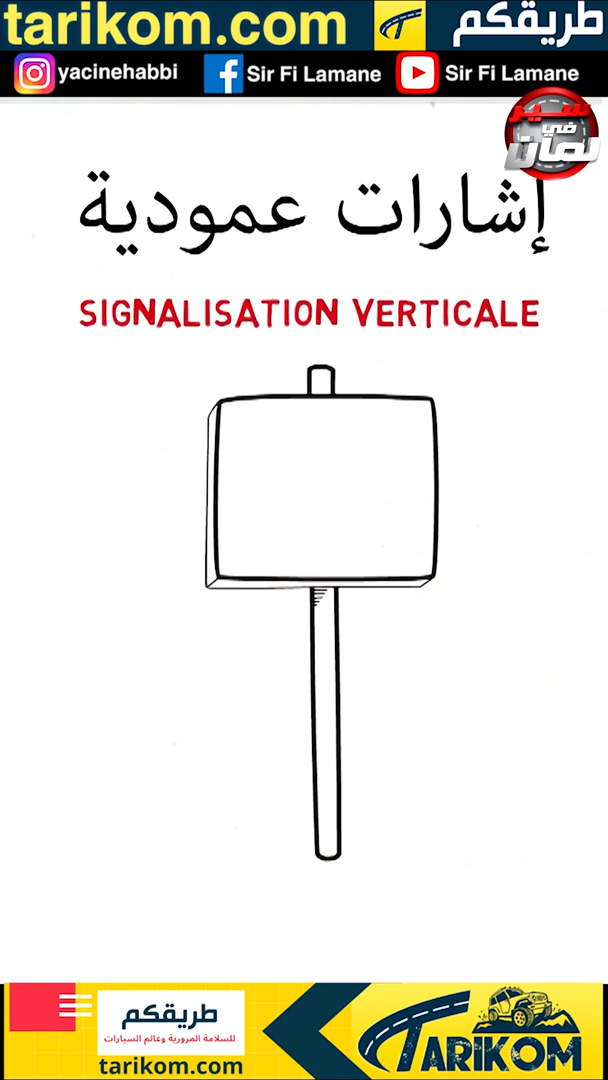 tarikom.com
طريقكم
yacinehabbi
Sir Fi Lamane
Sir Fi Lamane
سير
في
لمان
إشارات عمودية
SIGNALISATION VERTICALE
طريقكم
للسلامة المرورية وعالم السيارات
tarikom.com
TARIKOM